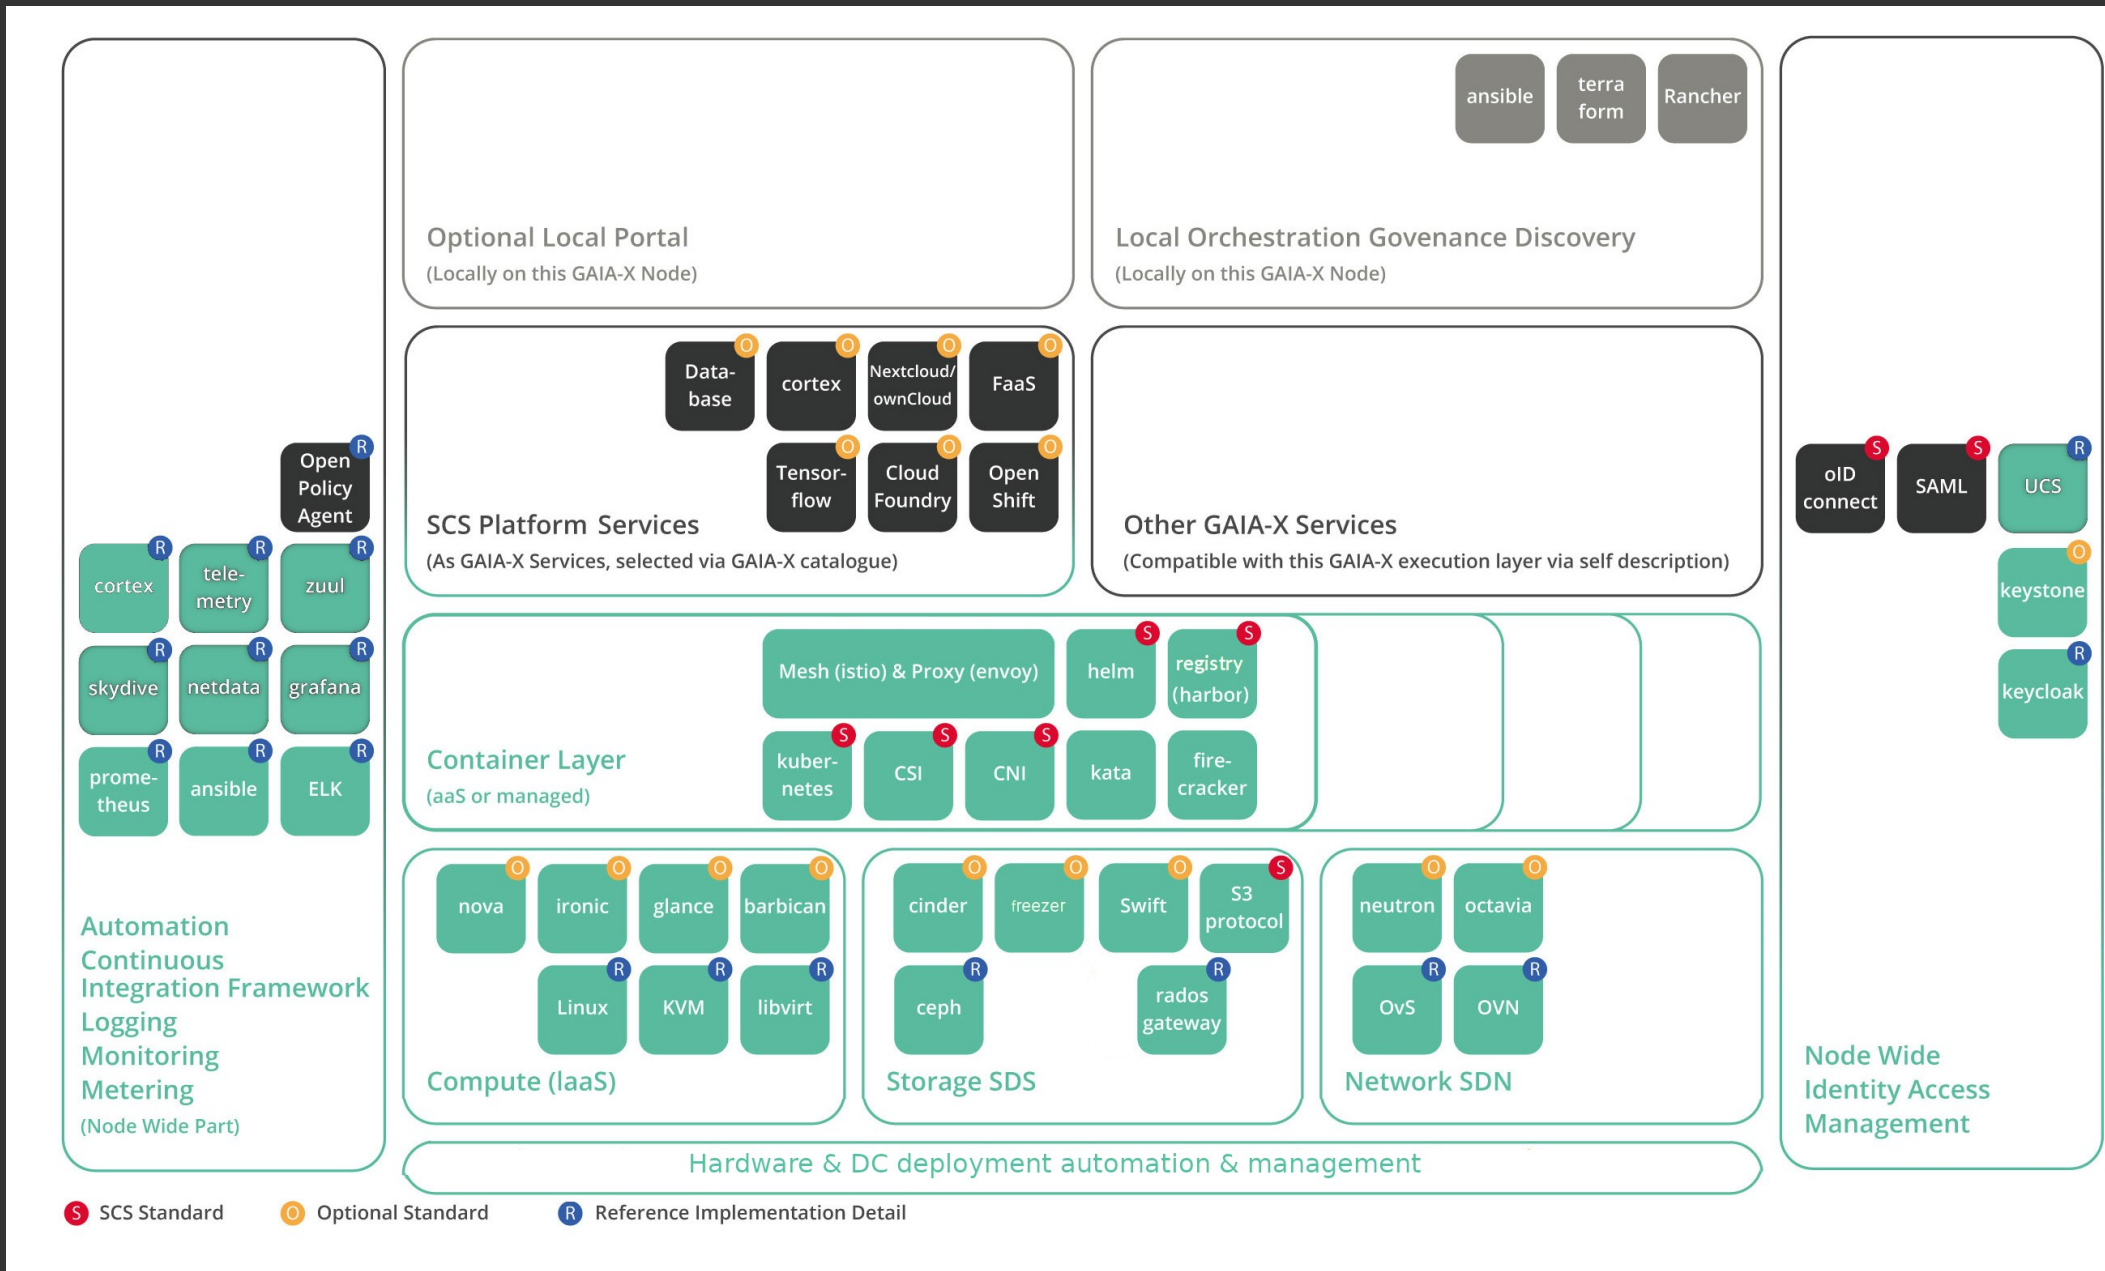 Open
Policy
Agent
R
cortex
R
tele-
metry
R
zuul
R
skydive
R
netdata
R
grafana
R
prome-
theus
R
ansible
R
ELK
R
Automation
Continuous
Integration Framework
Logging
Monitoring
Metering
(Node Wide Part)
Optional Local Portal
(Locally on this GAIA-X Node)
ansible
terra
form
Rancher
Local Orchestration Govenance Discovery
(Locally on this GAIA-X Node)
Data-
base
O
cortex
O
Nextcloud/
ownCloud
O
FaaS
O
Tensor-
flow
O
Cloud
Foundry
O
Open
Shift
O
SCS Platform Services
(As GAIA-X Services, selected via GAIA-X catalogue)
Other GAIA-X Services
(Compatible with this GAIA-X execution layer via self description)
Mesh (istio) & Proxy (envoy)
helm
S
registry
(harbor)
S
kuber-
netes
S
CSI
S
CNI
S
kata
fire-
cracker
Container Layer
(aaS or managed)
nova
O
ironic
O
glance
O
barbican
O
Linux
R
KVM
R
libvirt
R
Compute (IaaS)
cinder
O
freezer
O
Swift
O
S3
protocol
S
ceph
R
rados
gateway
R
Storage SDS
neutron
O
octavia
O
OvS
R
OVN
R
Network SDN
Hardware & DC deployment automation & management
oID
connect
S
SAML
S
UCS
R
keystone
O
keycloak
R
Node Wide
Identity Access
Management
S SCS Standard
O Optional Standard
R Reference Implementation Detail